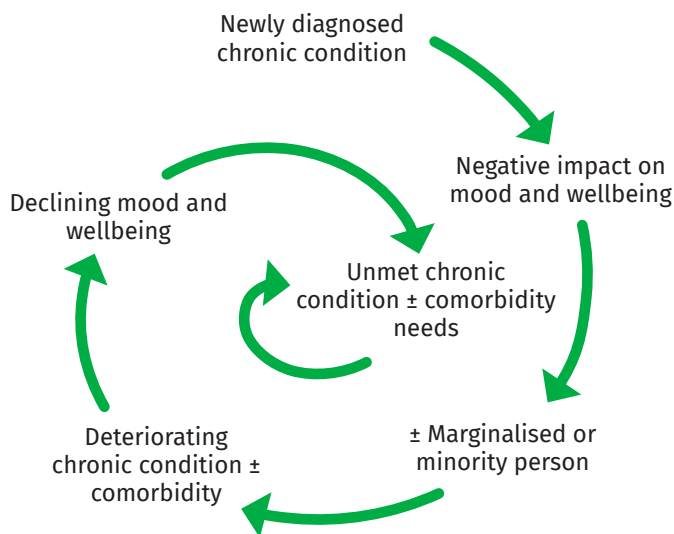 Newly diagnosed
chronic condition
Negative impact on
mood and wellbeing
± Marginalised or
minority person
Deteriorating
chronic condition ±
comorbidity
Declining mood and
wellbeing
Unmet chronic
condition ± comorbidity
needs